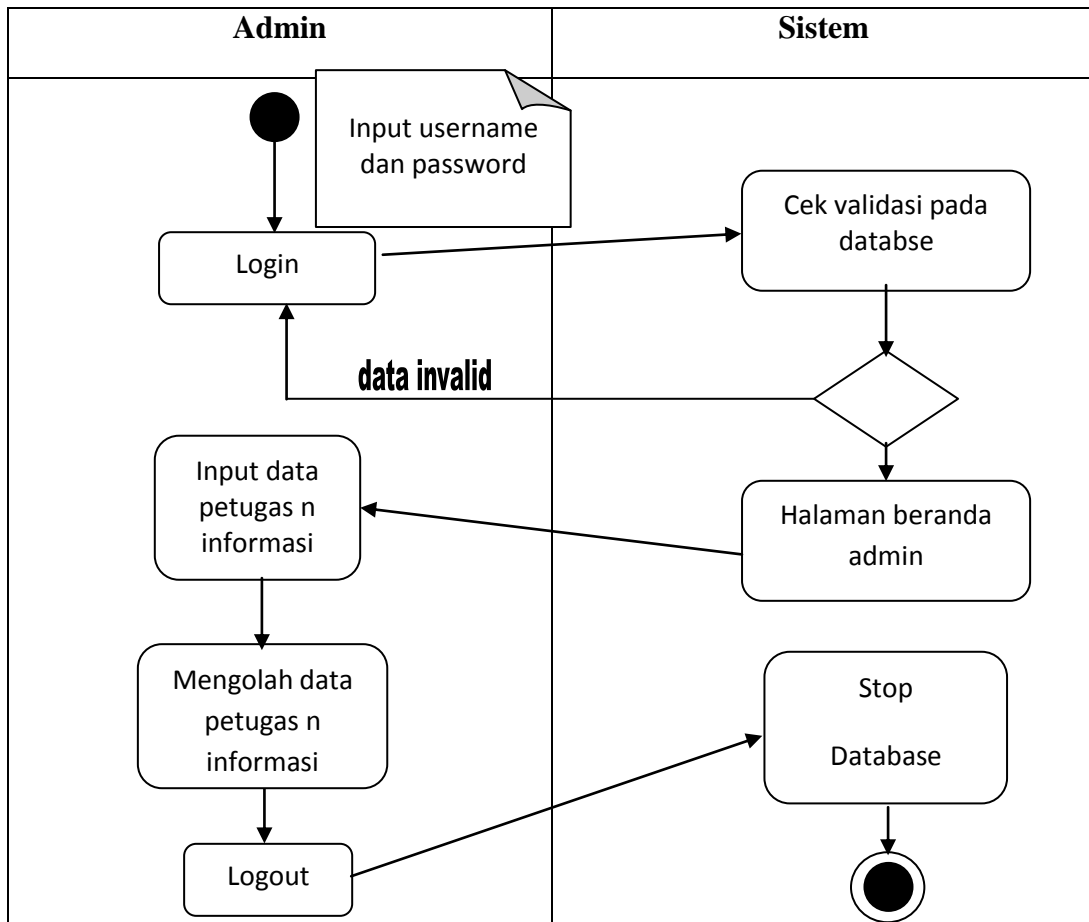 Admin
Sistem
Input username
dan password
Cek validasi pada
databse
Login
data invalid
Input data
petugas n
informasi
Halaman beranda
admin
Mengolah data
petugas n
informasi
Stop
Database
Logout